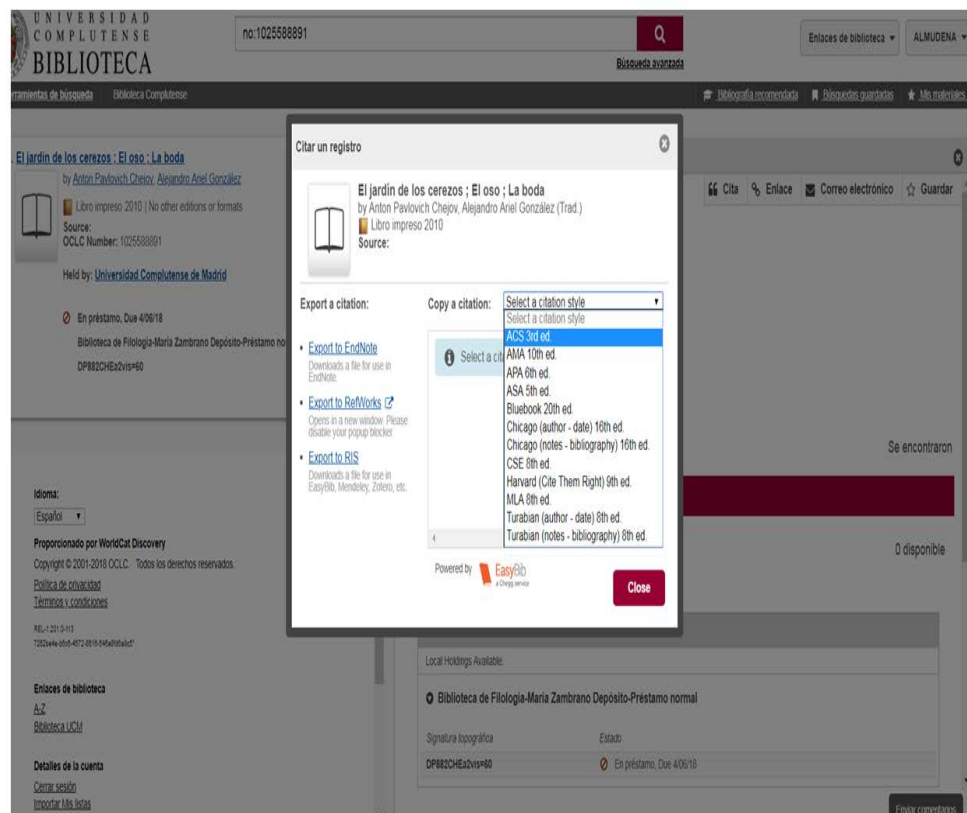 UNIVERSIDAD
COMPLUTENSE
BIBLIOTECA
no:1025588891
Búsqueda avanzada
Enlaces de biblioteca
ALMUDENA
rramientas de búsqueda
Biblioteca Complutense
Bibliografía recomendada
Búsquedas guardadas
Mis materiales
El jardín de los cerezos ; El oso ; La boda
by Anton Pavlovich Chejov, Alejandro Ariel González
Libro impreso 2010 | No other editions or formats
Source:
OCLC Number: 1025588891
Held by: Universidad Complutense de Madrid
En préstamo, Due 4/06/18
Biblioteca de Filología-María Zambrano Depósito-Préstamo no
DP882CHEa2vis=60
Cita
Enlace
Correo electrónico
Guardar
Citar un registro
El jardín de los cerezos ; El oso ; La boda
by Anton Pavlovich Chejov, Alejandro Ariel González (Trad.)
Libro impreso 2010
Source:
Export a citation:
• Export to EndNote
Downloads a file for use in
EndNote.
• Export to RefWorks
Opens in a new window. Please
disable your popup blocker.
• Export to RIS
Downloads a file for use in
EasyBib, Mendeley, Zotero, etc.
Copy a citation:
Select a citation style
Select a citation style
ACS 3rd ed.
AMA 10th ed.
APA 6th ed.
ASA 5th ed.
Bluebook 20th ed.
Chicago (author - date) 16th ed.
Chicago (notes - bibliography) 16th ed.
CSE 8th ed.
Harvard (Cite Them Right) 9th ed.
MLA 8th ed.
Turabian (author - date) 8th ed.
Turabian (notes - bibliography) 8th ed.
Select a cita
Powered by
EasyBib
a Chegg service
Close
Se encontraron
0 disponible
Idioma:
Español
Proporcionado por WorldCat Discovery
Copyright © 2001-2018 OCLC. Todos los derechos reservados.
Política de privacidad
Términos y condiciones
Enlaces de biblioteca
A-Z
Biblioteca UCM
Detalles de la cuenta
Cerrar sesión
Importar Mis listas
Local Holdings Available:
Biblioteca de Filología-María Zambrano Depósito-Préstamo normal
Signatura topográfica
Estado
DP882CHEa2vis=60
En préstamo, Due 4/06/18
Enviar comentarios